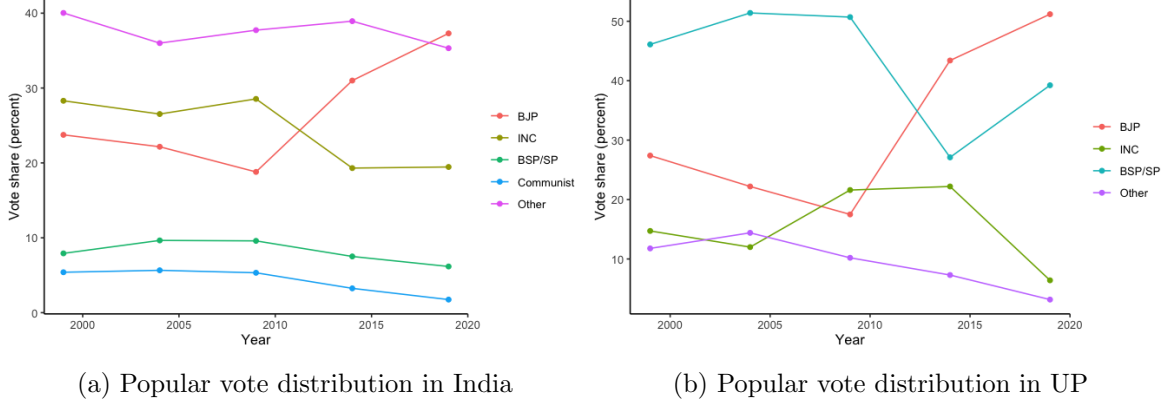 Vote share (percent)
40
30
20
10
0
2000 2005 2010 2015 2020
Year
BJP
INC
BSP/SP
Communist
Other
(a) Popular vote distribution in India
Vote share (percent)
50
40
30
20
10
2000 2005 2010 2015 2020
Year
BJP
INC
BSP/SP
Other
(b) Popular vote distribution in UP